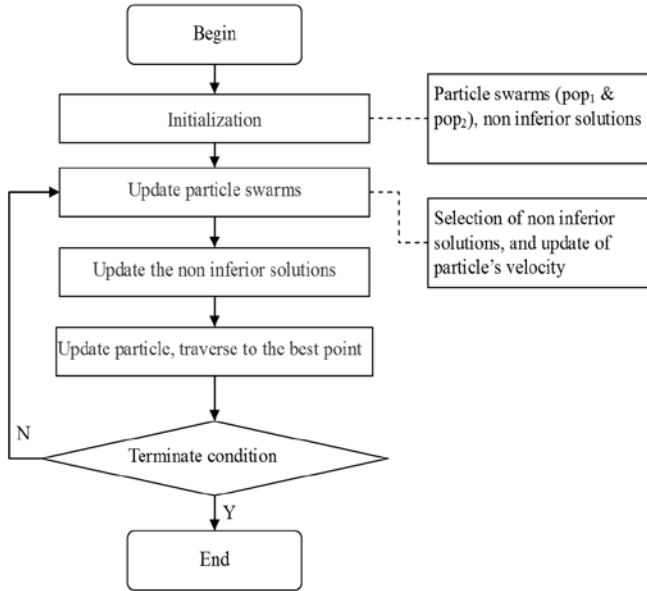 Begin
Initialization
Particle swarms (pop₁ &
pop₂), non inferior solutions
Update particle swarms
Selection of non inferior
solutions, and update of
particle's velocity
Update the non inferior solutions
Update particle, traverse to the best point
N
Terminate condition
Y
End